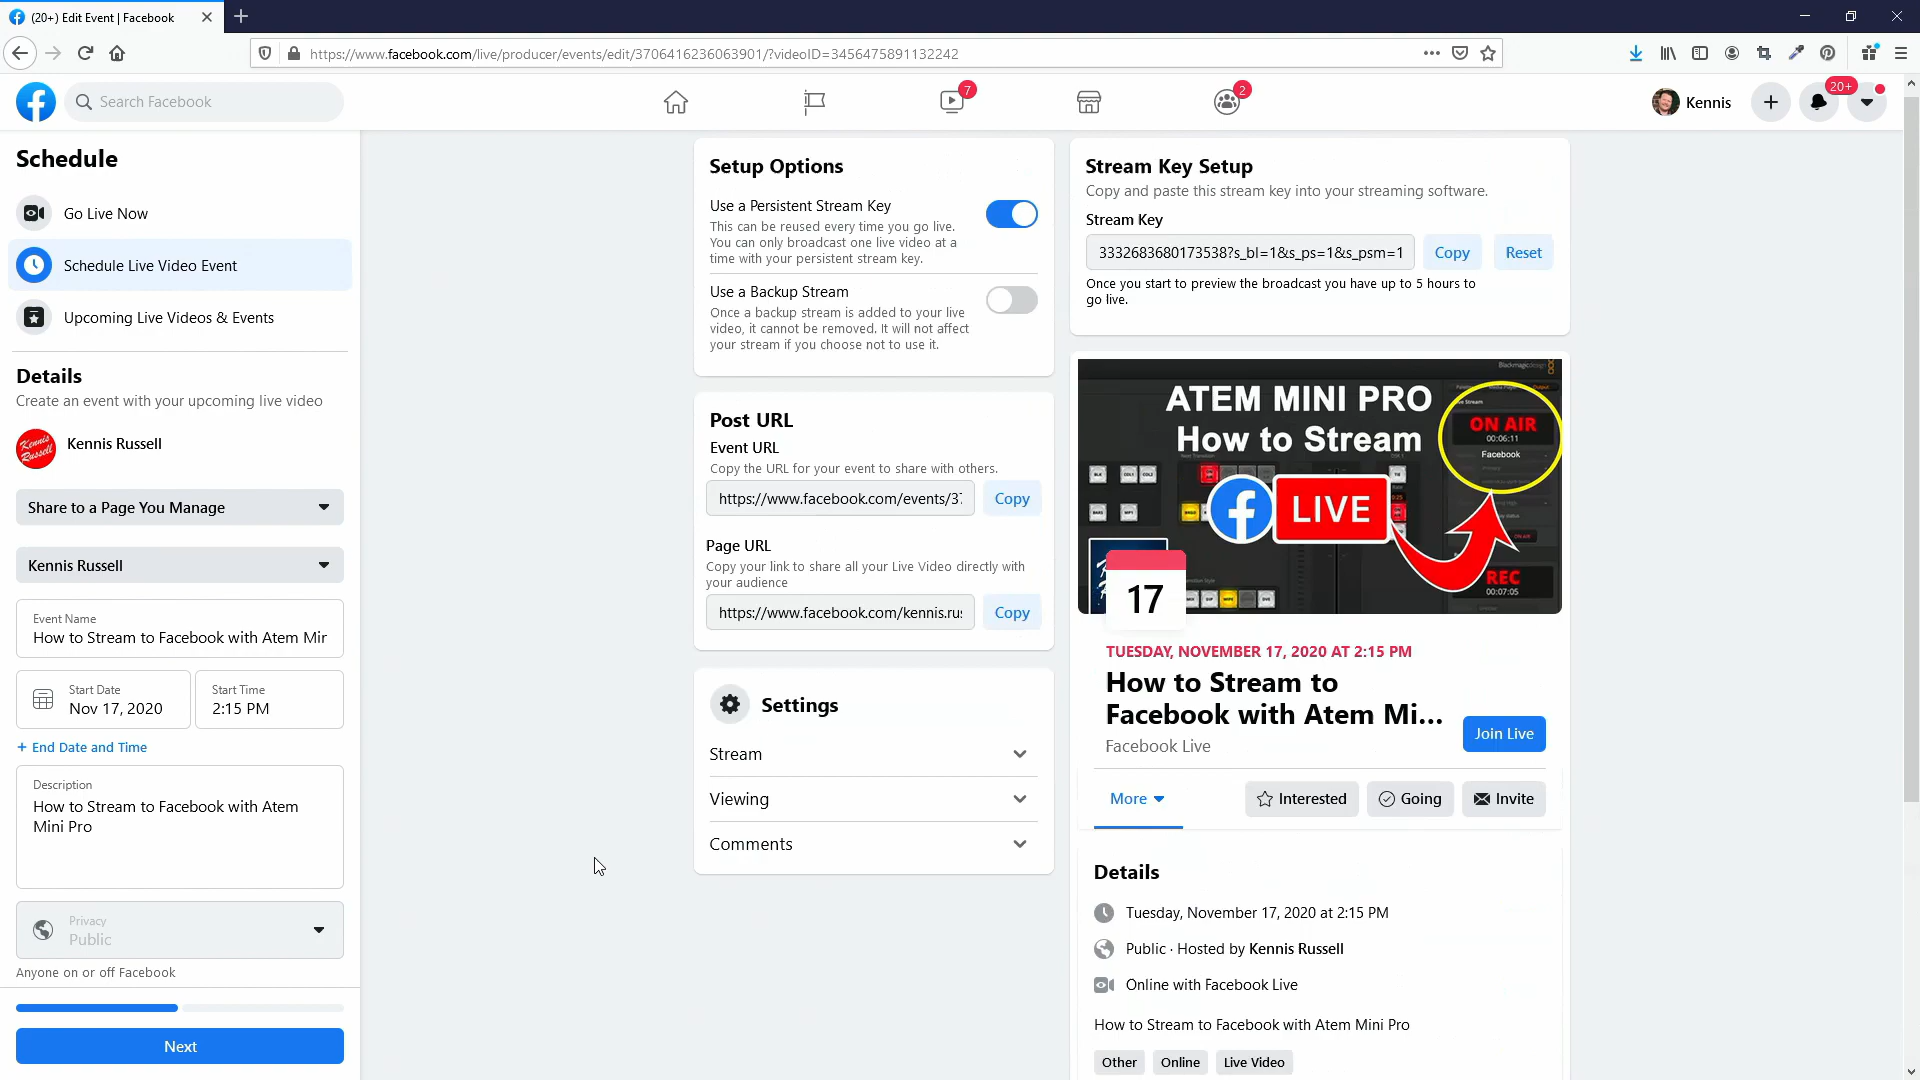 (20+) Edit Event | Facebook
https://www.facebook.com/live/producer/events/edit/3706416236063901/?videoID=3456475891132242
Search Facebook
7
2
Kennis
20+
Schedule
Go Live Now
Schedule Live Video Event
Upcoming Live Videos & Events
Details
Create an event with your upcoming live video
Kennis Russell
Kennis Russell
Share to a Page You Manage
Kennis Russell
Event Name
How to Stream to Facebook with Atem Mir
Start Date
Nov 17, 2020
Start Time
2:15 PM
+ End Date and Time
Description
How to Stream to Facebook with Atem
Mini Pro
Privacy
Public
Anyone on or off Facebook
Next
Setup Options
Use a Persistent Stream Key
This can be reused every time you go live.
You can only broadcast one live video at a
time with your persistent stream key.
Use a Backup Stream
Once a backup stream is added to your live
video, it cannot be removed. It will not affect
your stream if you choose not to use it.
Post URL
Event URL
Copy the URL for your event to share with others.
https://www.facebook.com/events/37
Copy
Page URL
Copy your link to share all your Live Video directly with
your audience
https://www.facebook.com/kennis.rus
Copy
Settings
Stream
Viewing
Comments
Stream Key Setup
Copy and paste this stream key into your streaming software.
Stream Key
3332683680173538?s_bl=1&s_ps=1&s_psm=1
Copy
Reset
Once you start to preview the broadcast you have up to 5 hours to
go live.
Blackmagicdesign
ATEM MINI PRO
How to Stream
ON AIR
00:06:11
Facebook
LIVE
REC
00:07:05
17
TUESDAY, NOVEMBER 17, 2020 AT 2:15 PM
How to Stream to
Facebook with Atem Mi...
Facebook Live
Join Live
More
Interested
Going
Invite
Details
Tuesday, November 17, 2020 at 2:15 PM
Public · Hosted by Kennis Russell
Online with Facebook Live
How to Stream to Facebook with Atem Mini Pro
Other
Online
Live Video